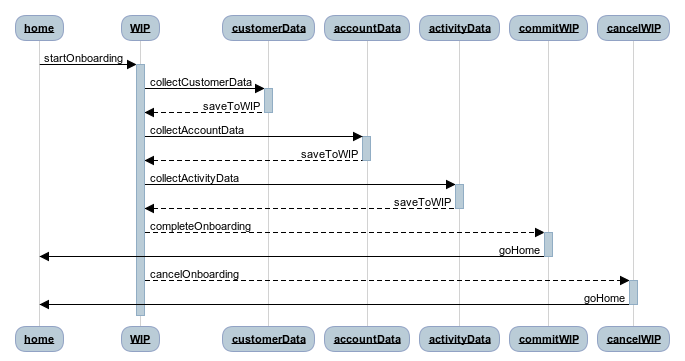 home WIP customerData accountData activityData commitWIP cancelWIP
startOnboarding
collectCustomerData
saveToWIP
collectAccountData
saveToWIP
collectActivityData
saveToWIP
completeOnboarding
goHome
cancelOnboarding
goHome
home WIP customerData accountData activityData commitWIP cancelWIP